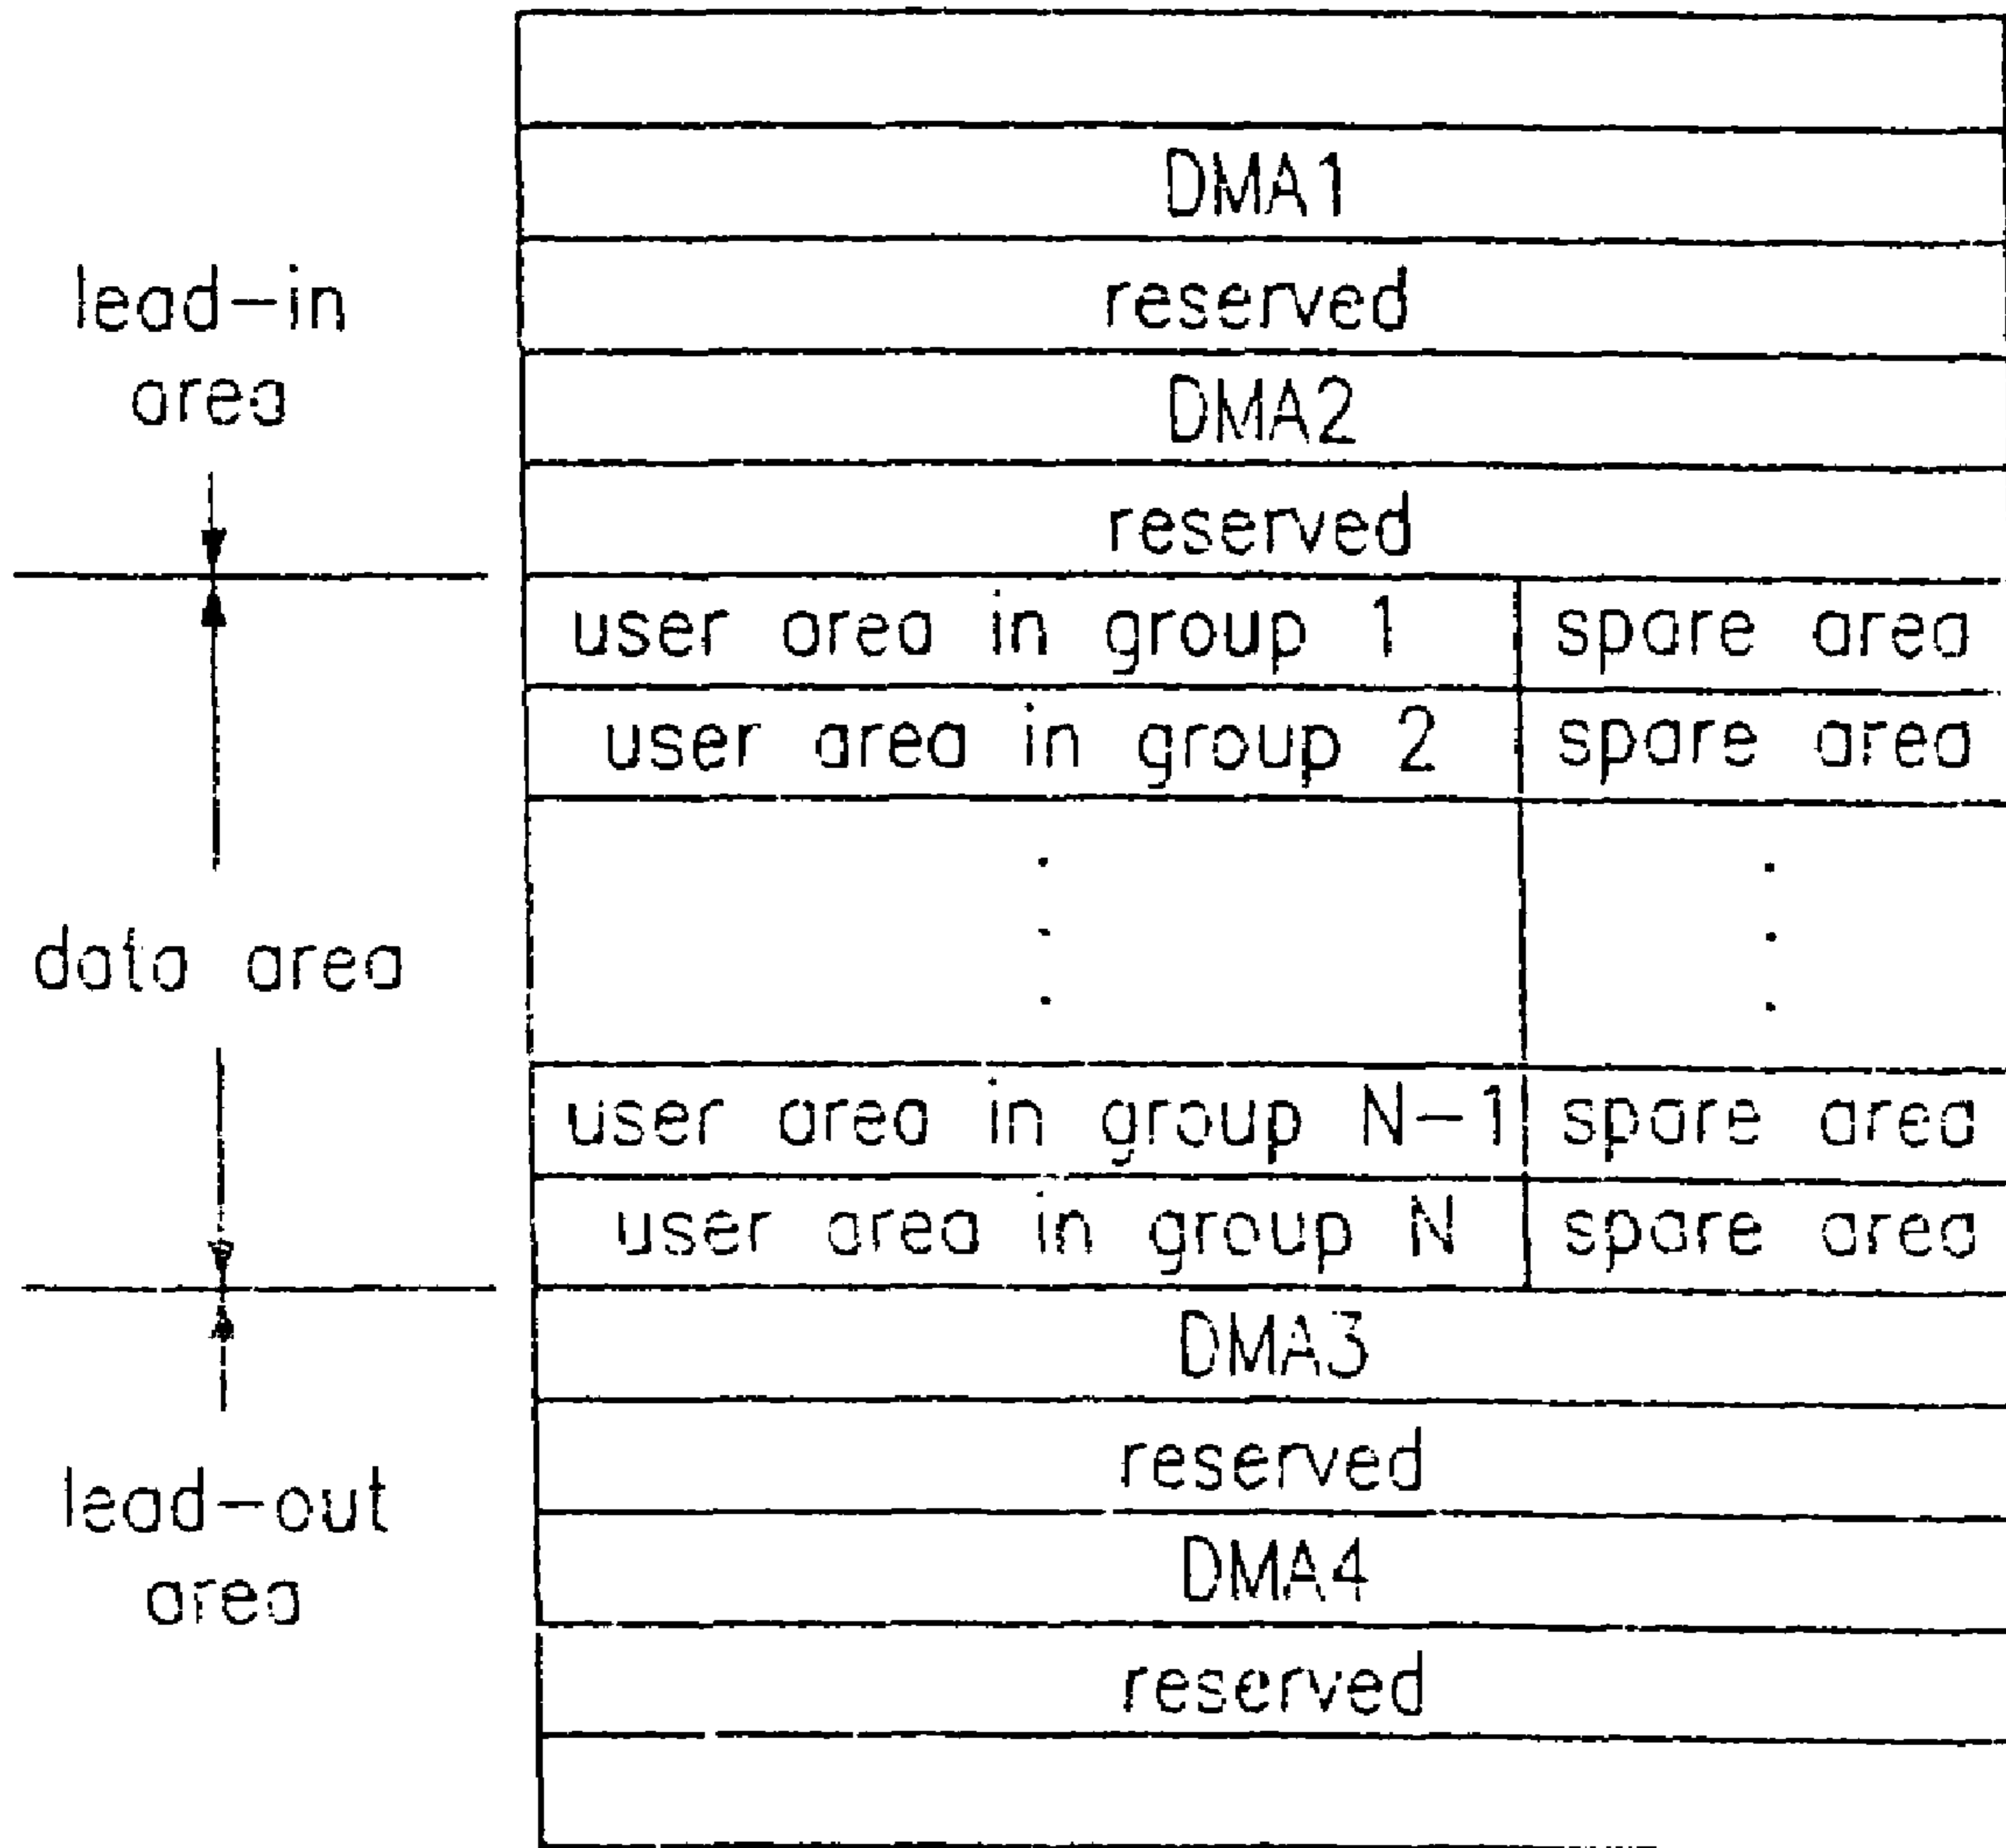 DMA1
reserved
lead-in
area
DMA2
reserved
user area in group 1 spare area
user area in group 2 spare area
data area
user area in group N-1 spare area
user area in group N spare area
DMA3
reserved
lead-out
area
DMA4
reserved